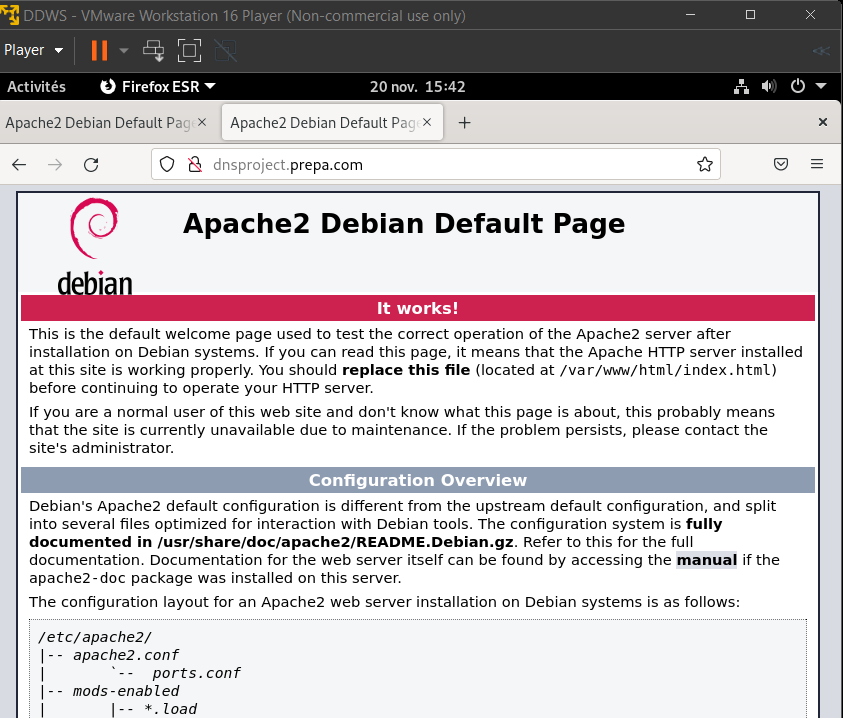 DDWS - VMware Workstation 16 Player (Non-commercial use only)
Player
Activités Firefox ESR 20 nov. 15:42
Apache2 Debian Default Page Apache2 Debian Default Page
dnsproject.prepa.com
debian
Apache2 Debian Default Page
It works!
This is the default welcome page used to test the correct operation of the Apache2 server after
installation on Debian systems. If you can read this page, it means that the Apache HTTP server installed
at this site is working properly. You should replace this file (located at /var/www/html/index.html)
before continuing to operate your HTTP server.
If you are a normal user of this web site and don't know what this page is about, this probably means
that the site is currently unavailable due to maintenance. If the problem persists, please contact the
site's administrator.
Configuration Overview
Debian's Apache2 default configuration is different from the upstream default configuration, and split
into several files optimized for interaction with Debian tools. The configuration system is fully
documented in /usr/share/doc/apache2/README.Debian.gz. Refer to this for the full
documentation. Documentation for the web server itself can be found by accessing the manual if the
apache2-doc package was installed on this server.
The configuration layout for an Apache2 web server installation on Debian systems is as follows:
/etc/apache2/
|-- apache2.conf
|       `--  ports.conf
|-- mods-enabled
|       |-- *.load